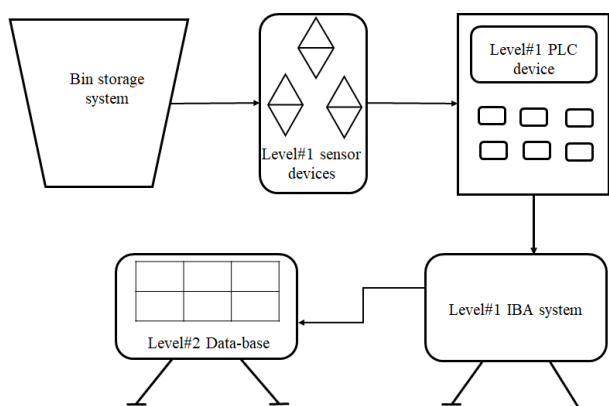 Bin storage
system
Level#1 sensor
devices
Level#1 PLC
device
Level#1 IBA system
Level#2 Data-base